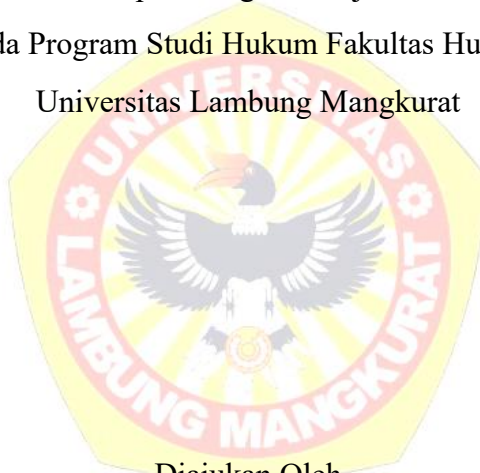 da Program Studi Hukum Fakultas Hu
Universitas Lambung Mangkurat
UNIVERSITAS
LAMBUNG MANGKURAT
Diajukan Oleh